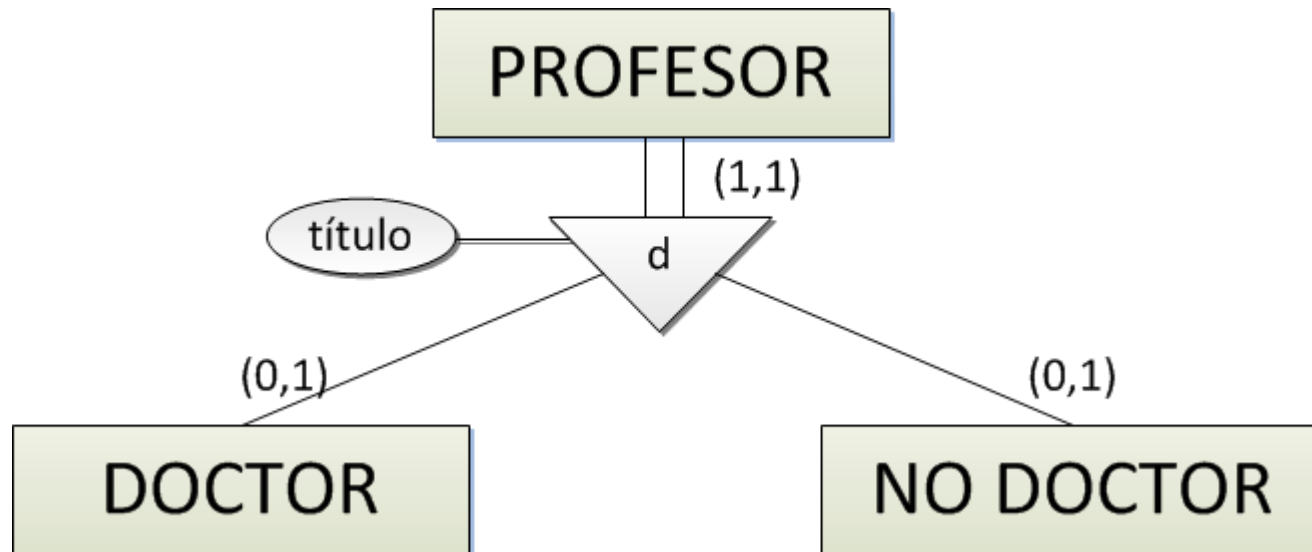 PROFESOR
(1,1)
título
d
(0,1)
(0,1)
DOCTOR
NO DOCTOR